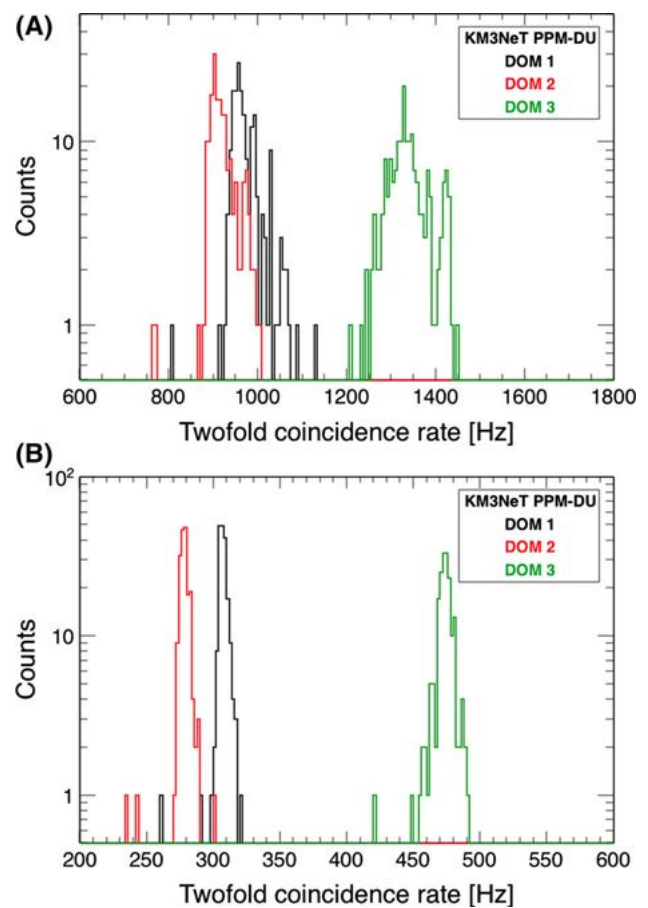 (A)
KM3NeT PPM-DU
DOM 1
DOM 2
DOM 3
10
1
Counts
600 800 1000 1200 1400 1600 1800
Twofold coincidence rate [Hz]
(B)
10²
KM3NeT PPM-DU
DOM 1
DOM 2
DOM 3
10
1
Counts
200 250 300 350 400 450 500 550 600
Twofold coincidence rate [Hz]